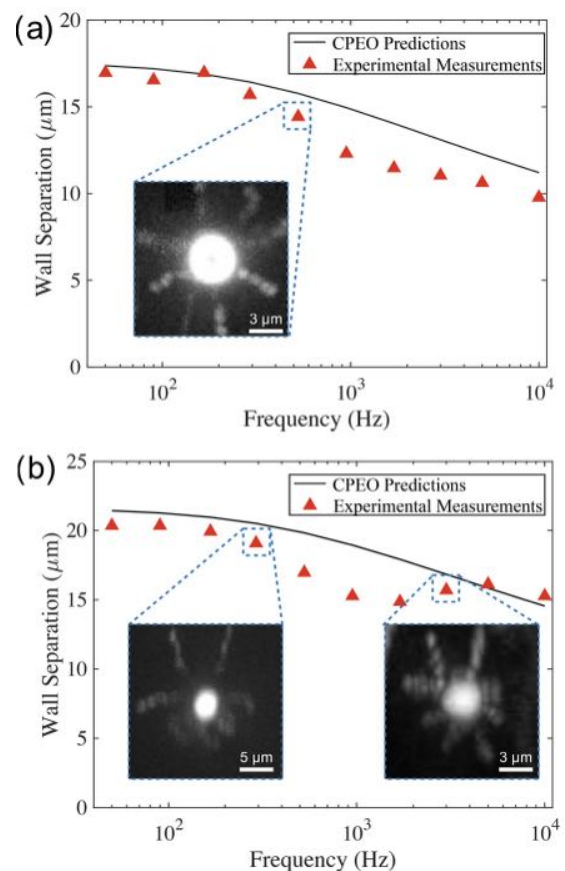 (a)
CPEO Predictions
Experimental Measurements
20
15
10
5
0
Wall Separation (μm)
3 μm
10²
10³
10⁴
Frequency (Hz)
(b)
CPEO Predictions
Experimental Measurements
25
20
15
10
5
0
Wall Separation (μm)
5 μm
3 μm
10²
10³
10⁴
Frequency (Hz)